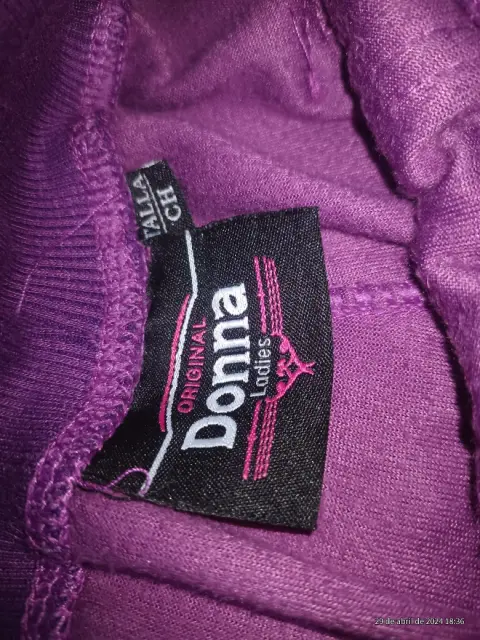 TALLA
CH
ORIGINAL
Donna
Ladies
29 de abril de 2024 18:36